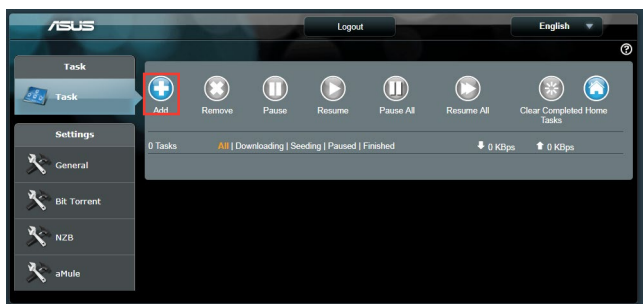 ASUS
Logout
English
?
Task
Task
Add
Remove
Pause
Resume
Pause All
Resume All
Clear Completed
Tasks
Home
0 Tasks
All | Downloading | Seeding | Paused | Finished
0 KBps
0 KBps
Settings
General
Bit Torrent
NZB
aMule